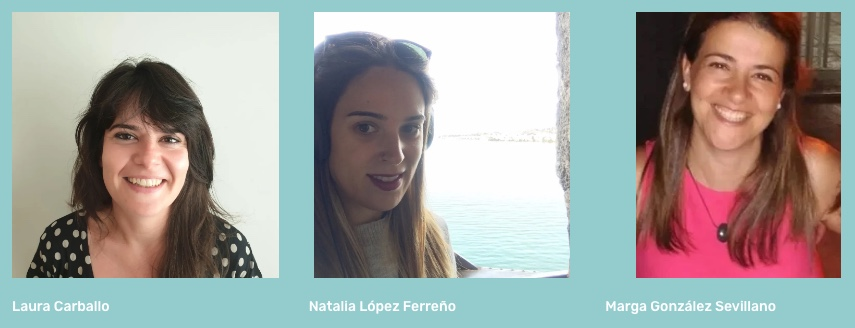 Laura Carballo
Natalia López Ferreño
Marga González Sevillano